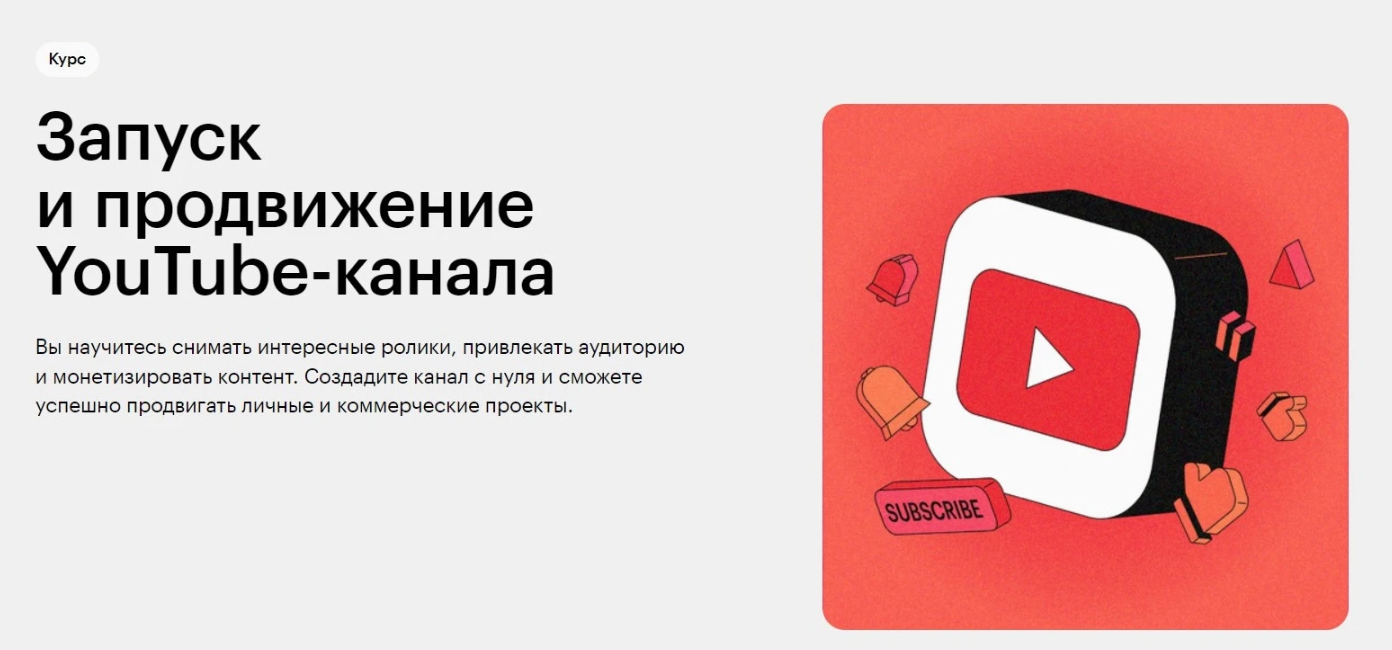 Курс
Запуск
и продвижение
YouTube-канала
Вы научитесь снимать интересные ролики, привлекать аудиторию
и монетизировать контент. Создадите канал с нуля и сможете
успешно продвигать личные и коммерческие проекты.
SUBSCRIBE